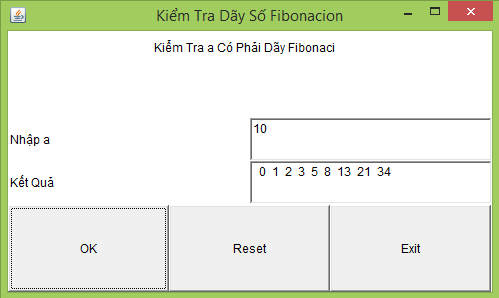 Kiểm Tra Dãy Số Fibonacion
Kiểm Tra a Có Phải Dãy Fibonaci
Nhập a
10
Kết Quả
0 1 2 3 5 8 13 21 34
OK Reset Exit